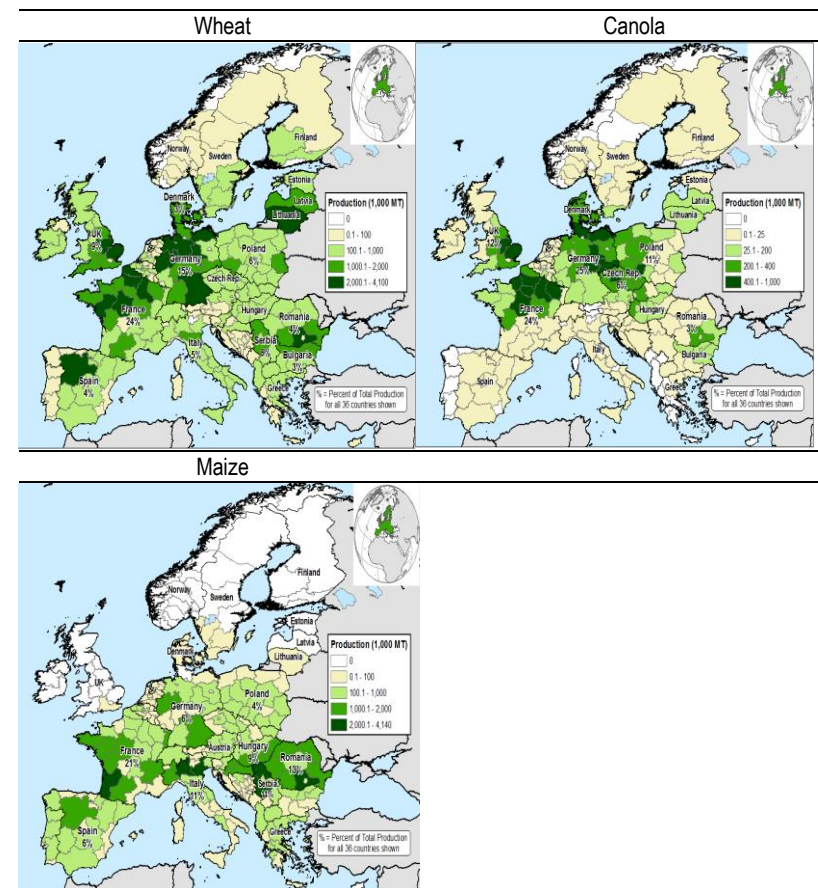 Wheat
Canola
Norway
Finland
Sweden
Estonia
Latvia
Denmark
Lithuania
UK
9%
Germany
15%
Poland
6%
Czech Rep.
France
24%
Hungary
Romania
4%
Serbia
Italy
5%
Bulgaria
3%
Spain
4%
Greece
Production (1,000 MT)
0
0.1 - 100
100.1 - 1,000
1,000.1 - 2,000
2,000.1 - 4,100
% = Percent of Total Production
for all 36 countries shown
Norway
Finland
Sweden
Estonia
Latvia
Denmark
Lithuania
UK
12%
Germany
25%
Poland
11%
Czech Rep.
6%
France
24%
Hungary
Romania
3%
Italy
Bulgaria
Spain
Greece
Production (1,000 MT)
0
0.1 - 25
25.1 - 200
200.1 - 400
400.1 - 1,000
% = Percent of Total Production
for all 36 countries shown
Maize
Norway
Finland
Sweden
Estonia
Latvia
Denmark
Lithuania
UK
Germany
6%
Poland
4%
Austria
Hungary
9%
France
21%
Romania
13%
Serbia
Italy
11%
Spain
6%
Greece
Production (1,000 MT)
0
0.1 - 100
100.1 - 1,000
1,000.1 - 2,000
2,000.1 - 4,140
% = Percent of Total Production
for all 36 countries shown